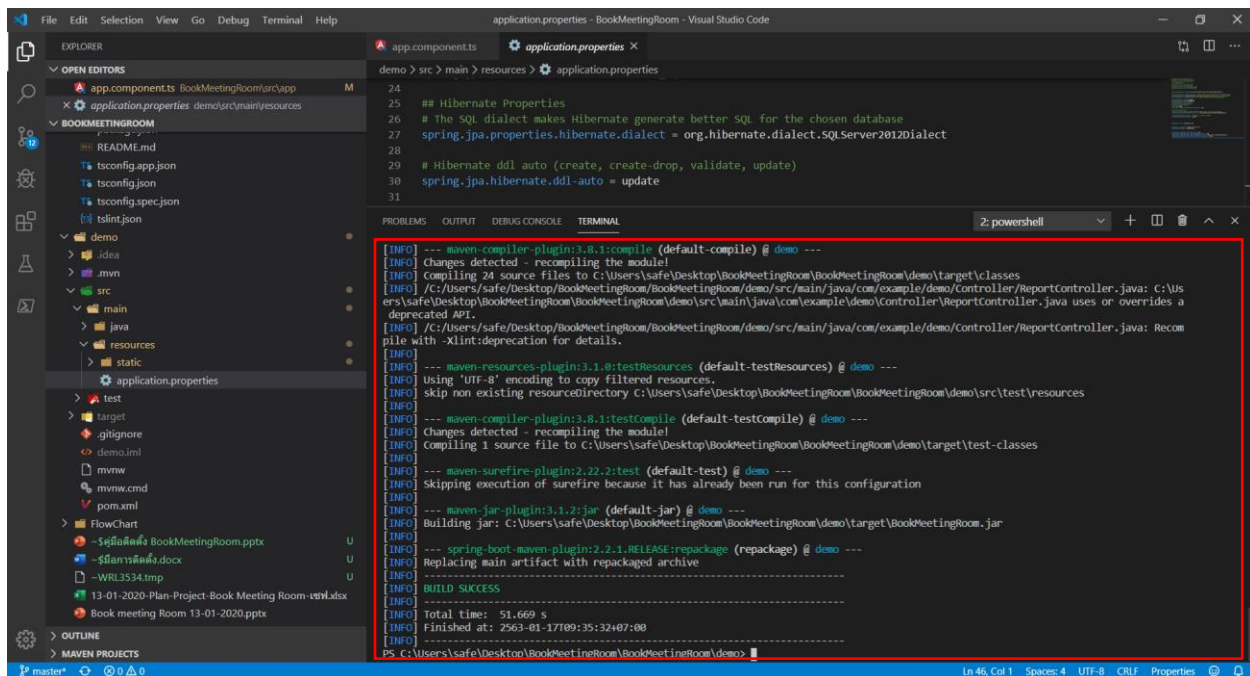 File Edit Selection View Go Debug Terminal Help
application.properties - BookMeetingRoom - Visual Studio Code
EXPLORER
OPEN EDITORS
app.component.ts BookMeetingRoom\src\app M
application.properties demo\src\main\resources
BOOKMEETINGROOM
README.md
tsconfig.app.json
tsconfig.json
tsconfig.spec.json
tslint.json
demo
.idea
.mvn
src
main
java
resources
static
application.properties
test
target
.gitignore
demo.iml
mvnw
mvnw.cmd
pom.xml
FlowChart
~$คู่มือติดตั้ง BookMeetingRoom.pptx U
~$มือการติดตั้ง.docx U
~WRL3534.tmp U
13-01-2020-Plan-Project-Book Meeting Room-เซฟ.xlsx
Book meeting Room 13-01-2020.pptx
OUTLINE
MAVEN PROJECTS
12
app.component.ts
application.properties
demo > src > main > resources > application.properties
24
25 ## Hibernate Properties
26 # The SQL dialect makes Hibernate generate better SQL for the chosen database
27 spring.jpa.properties.hibernate.dialect = org.hibernate.dialect.SQLServer2012Dialect
28
29 # Hibernate ddl auto (create, create-drop, validate, update)
30 spring.jpa.hibernate.ddl-auto = update
31
PROBLEMS OUTPUT DEBUG CONSOLE TERMINAL
2: powershell
[INFO] --- maven-compiler-plugin:3.8.1:compile (default-compile) @ demo ---
[INFO] Changes detected - recompiling the module!
[INFO] Compiling 24 source files to C:\Users\safe\Desktop\BookMeetingRoom\BookMeetingRoom\demo\target\classes
[INFO] /C:/Users/safe/Desktop/BookMeetingRoom/BookMeetingRoom/demo/src/main/java/com/example/demo/Controller/ReportController.java: C:\Us
ers\safe\Desktop\BookMeetingRoom\BookMeetingRoom\demo\src\main\java\com\example\demo\Controller\ReportController.java uses or overrides a
deprecated API.
[INFO] /C:/Users/safe/Desktop/BookMeetingRoom/BookMeetingRoom/demo/src/main/java/com/example/demo/Controller/ReportController.java: Recom
pile with -Xlint:deprecation for details.
[INFO]
[INFO] --- maven-resources-plugin:3.1.0:testResources (default-testResources) @ demo ---
[INFO] Using 'UTF-8' encoding to copy filtered resources.
[INFO] skip non existing resourceDirectory C:\Users\safe\Desktop\BookMeetingRoom\BookMeetingRoom\demo\src\test\resources
[INFO]
[INFO] --- maven-compiler-plugin:3.8.1:testCompile (default-testCompile) @ demo ---
[INFO] Changes detected - recompiling the module!
[INFO] Compiling 1 source file to C:\Users\safe\Desktop\BookMeetingRoom\BookMeetingRoom\demo\target\test-classes
[INFO]
[INFO] --- maven-surefire-plugin:2.22.2:test (default-test) @ demo ---
[INFO] Skipping execution of surefire because it has already been run for this configuration
[INFO]
[INFO] --- maven-jar-plugin:3.1.2:jar (default-jar) @ demo ---
[INFO] Building jar: C:\Users\safe\Desktop\BookMeetingRoom\BookMeetingRoom\demo\target\BookMeetingRoom.jar
[INFO]
[INFO] --- spring-boot-maven-plugin:2.2.1.RELEASE:repackage (repackage) @ demo ---
[INFO] Replacing main artifact with repackaged archive
[INFO] ------------------------------------------------------------------------
[INFO] BUILD SUCCESS
[INFO] ------------------------------------------------------------------------
[INFO] Total time: 51.669 s
[INFO] Finished at: 2563-01-17T09:35:32+07:00
[INFO] ------------------------------------------------------------------------
PS C:\Users\safe\Desktop\BookMeetingRoom\BookMeetingRoom\demo>
master* 0 0 Ln 46, Col 1 Spaces: 4 UTF-8 CRLF Properties